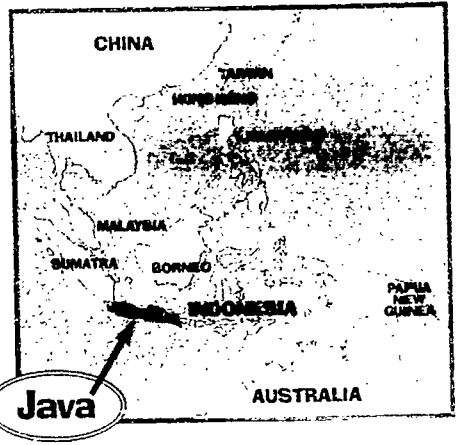 CHINA
TAIWAN
HONG KONG
THAILAND
MALAYSIA
SUMATRA
BORNEO
INDONESIA
PAPUA
NEW
GUINEA
Java
AUSTRALIA